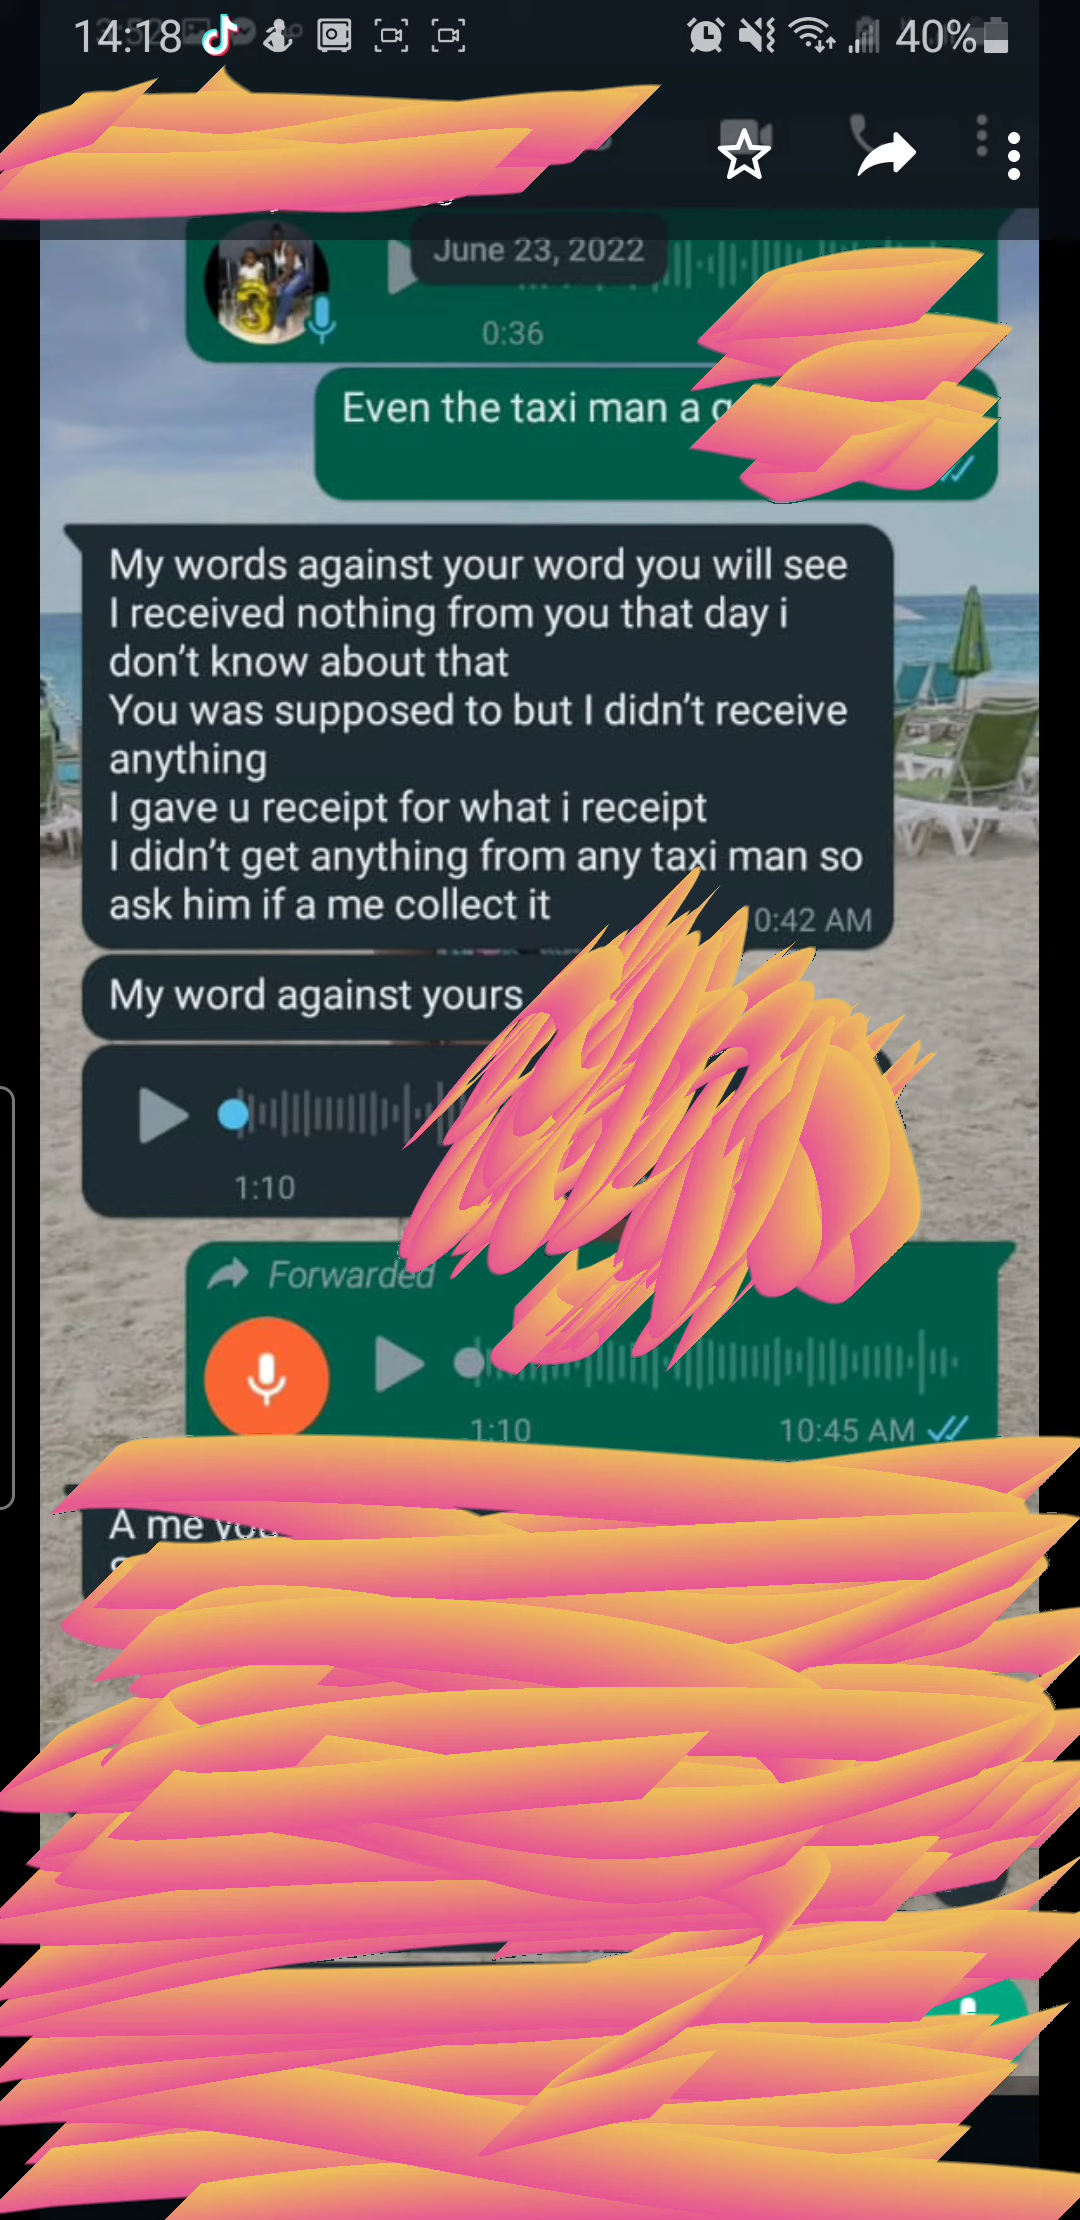 14:18
40%
June 23, 2022
0:36
Even the taxi man a
My words against your word you will see
I received nothing from you that day i
don't know about that
You was supposed to but I didn't receive
anything
I gave u receipt for what i receipt
I didn't get anything from any taxi man so
ask him if a me collect it
0:42 AM
My word against yours
1:10
Forwarded
1:10
10:45 AM
A me